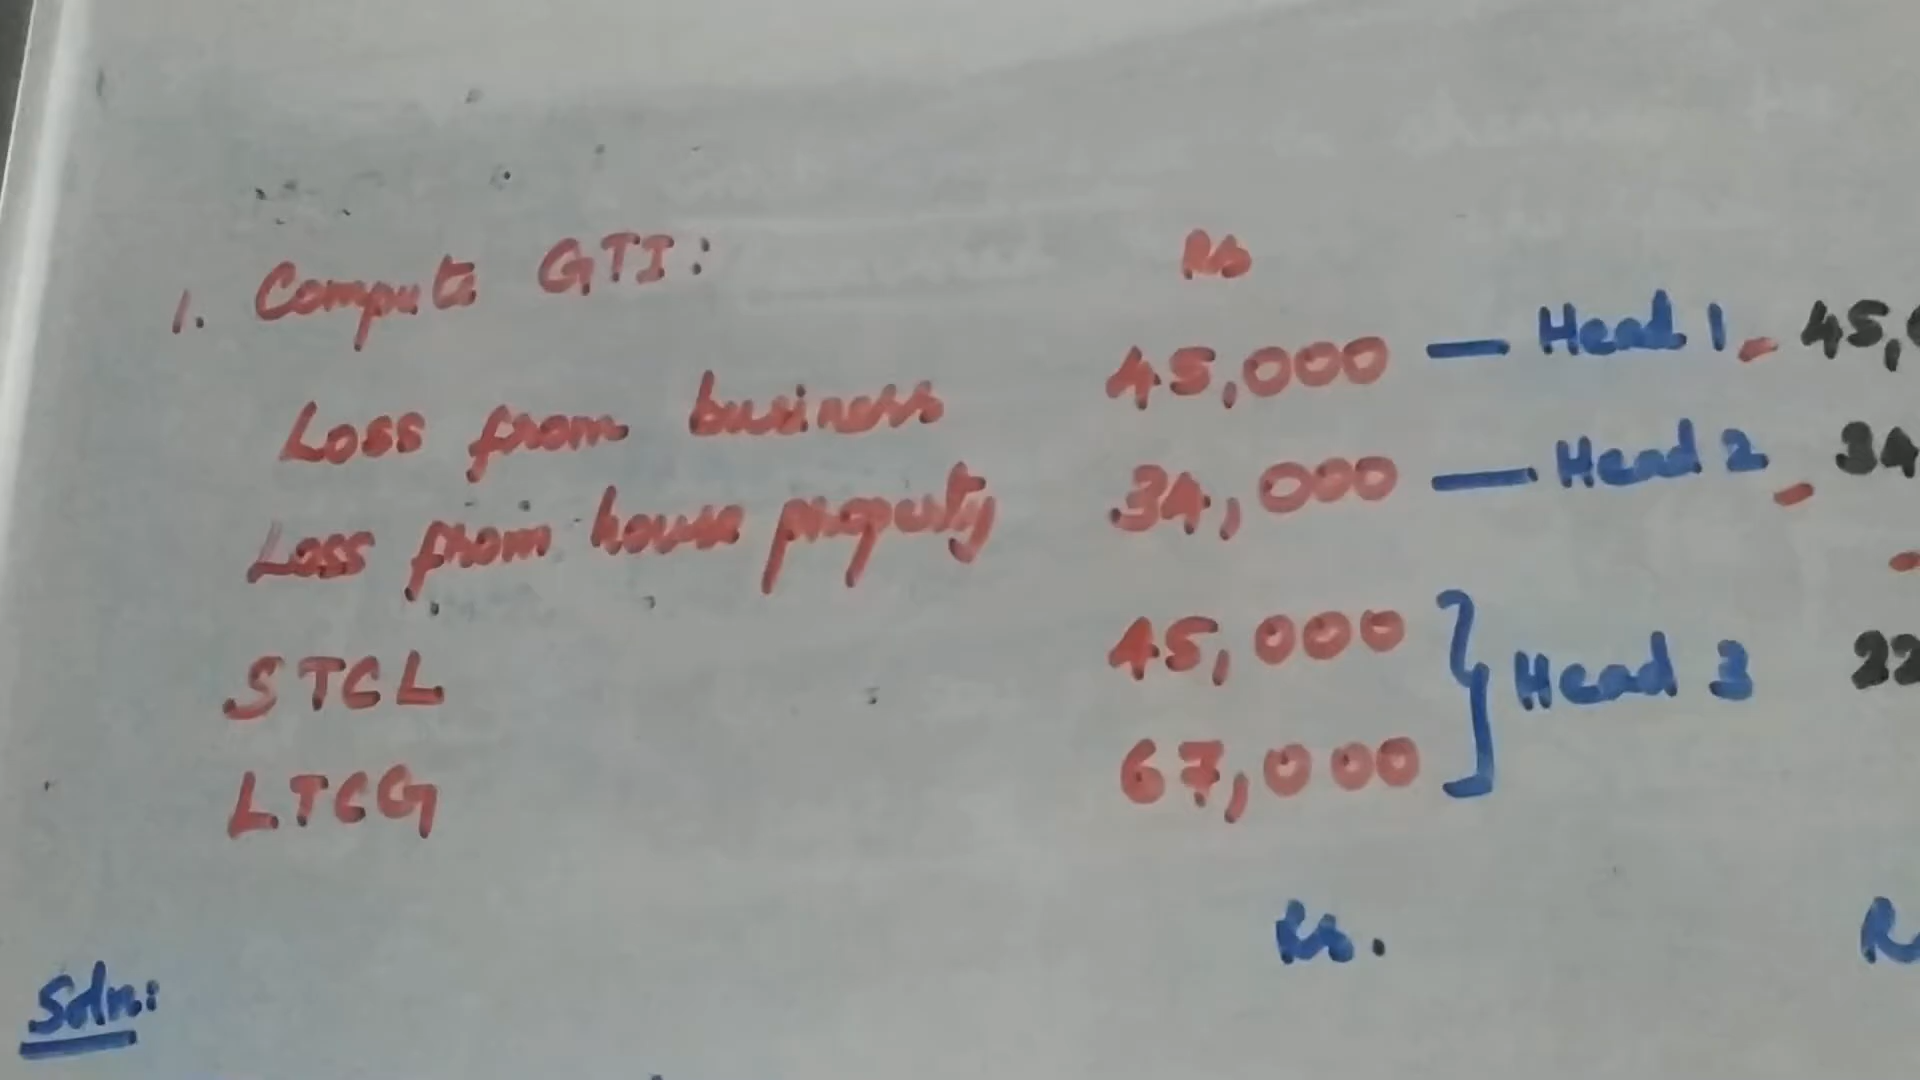 1. Compute GTI: Rs
Loss from business 45,000 — Head 1 - 45,
Loss from house property 34,000 — Head 2 - 34
STCL 45,000
LTCG 67,000 } Head 3 22
Soln: Rs. R